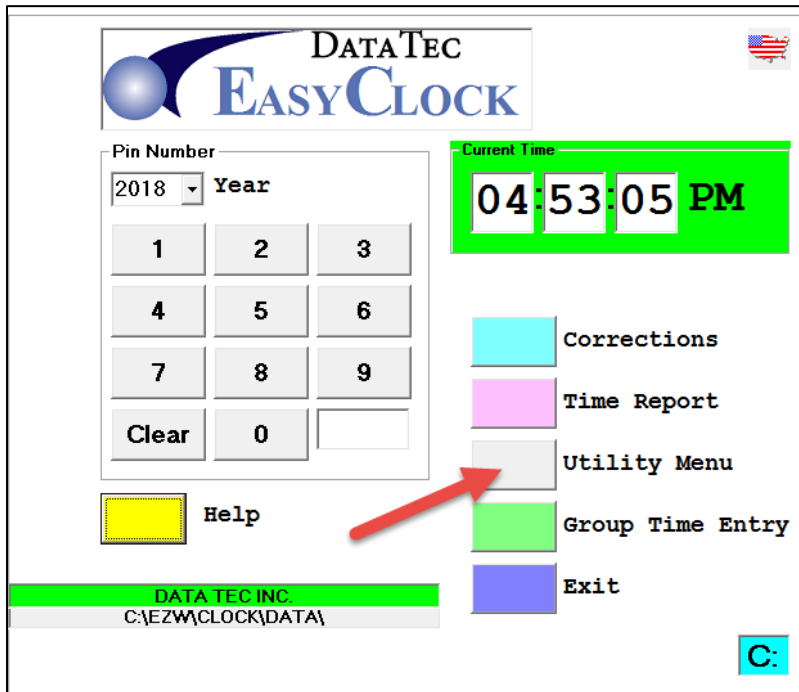 DATATEC
EASYCLOCK
Pin Number
2018 Year
1 2 3
4 5 6
7 8 9
Clear 0
Help
DATA TEC INC.
C:\EZW\CLOCK\DATA\
Current Time
04:53:05 PM
Corrections
Time Report
Utility Menu
Group Time Entry
Exit
C: